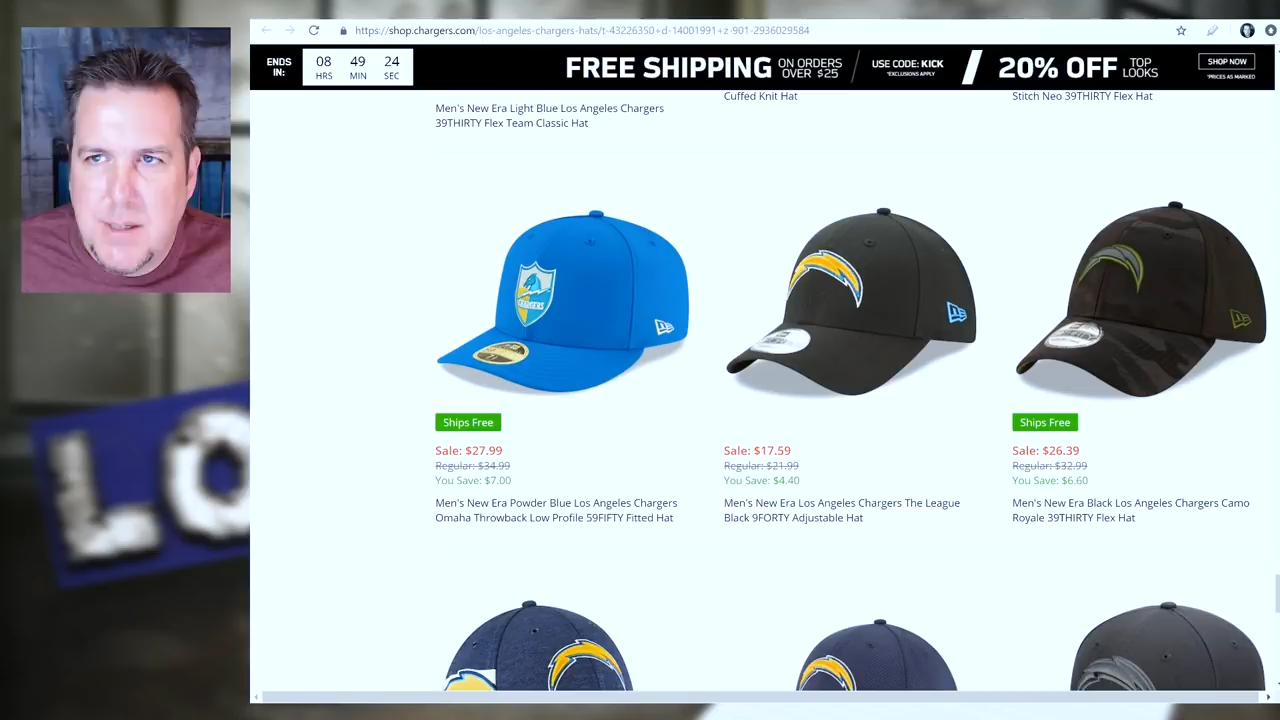 https://shop.chargers.com/los-angeles-chargers-hats/t-43226350+d-14001991+z-901-2936029584
ENDS IN:
08 HRS
49 MIN
24 SEC
FREE SHIPPING ON ORDERS OVER $25
USE CODE: KICK
*EXCLUSIONS APPLY
20% OFF TOP LOOKS
SHOP NOW
*PRICES AS MARKED
Men's New Era Light Blue Los Angeles Chargers
39THIRTY Flex Team Classic Hat
Cuffed Knit Hat
Stitch Neo 39THIRTY Flex Hat
CHARGERS
Ships Free
Sale: $27.99
Regular: $34.99
You Save: $7.00
Men's New Era Powder Blue Los Angeles Chargers
Omaha Throwback Low Profile 59FIFTY Fitted Hat
Sale: $17.59
Regular: $21.99
You Save: $4.40
Men's New Era Los Angeles Chargers The League
Black 9FORTY Adjustable Hat
Ships Free
Sale: $26.39
Regular: $32.99
You Save: $6.60
Men's New Era Black Los Angeles Chargers Camo
Royale 39THIRTY Flex Hat
LO